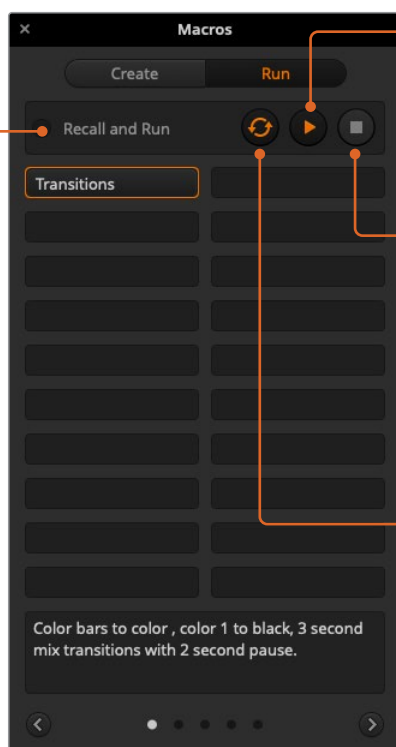 Macros
Create
Run
Recall and Run
Transitions
Color bars to color , color 1 to black, 3 second
mix transitions with 2 second pause.